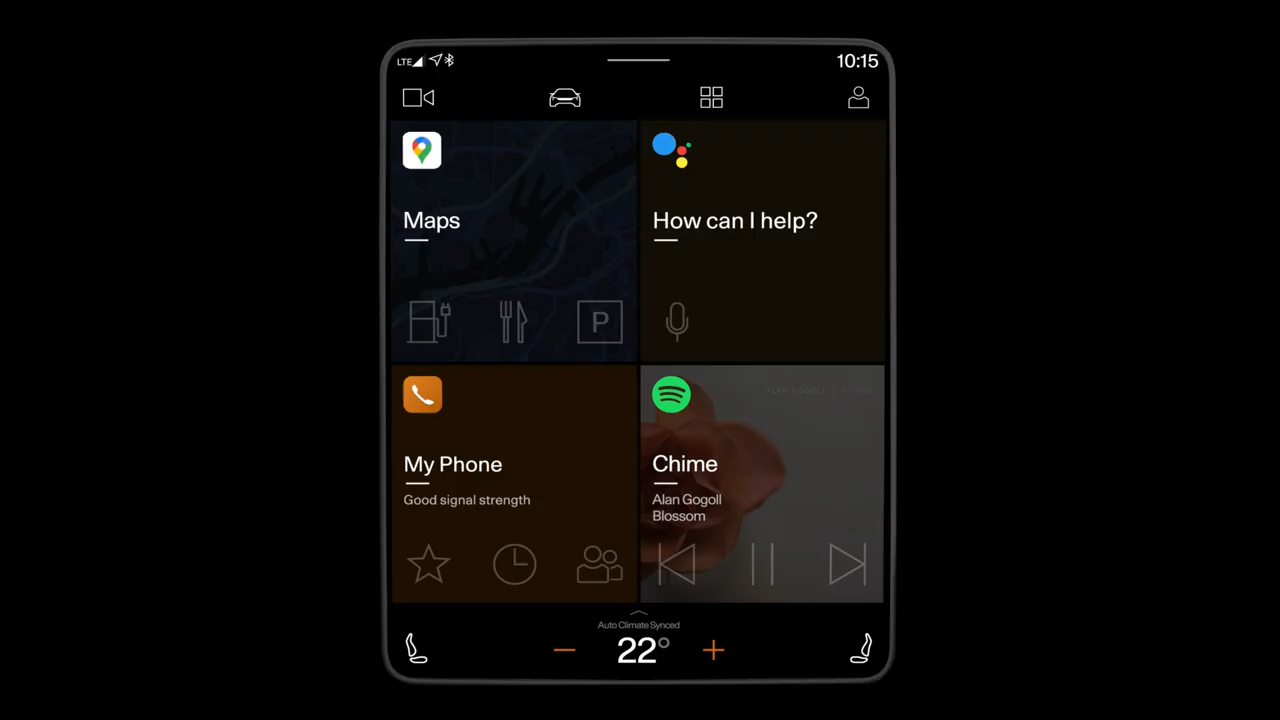 LTE 10:15
Maps
How can I help?
P
My Phone
Good signal strength
Chime
Alan Gogoll
Blossom
Auto Climate Synced
22°